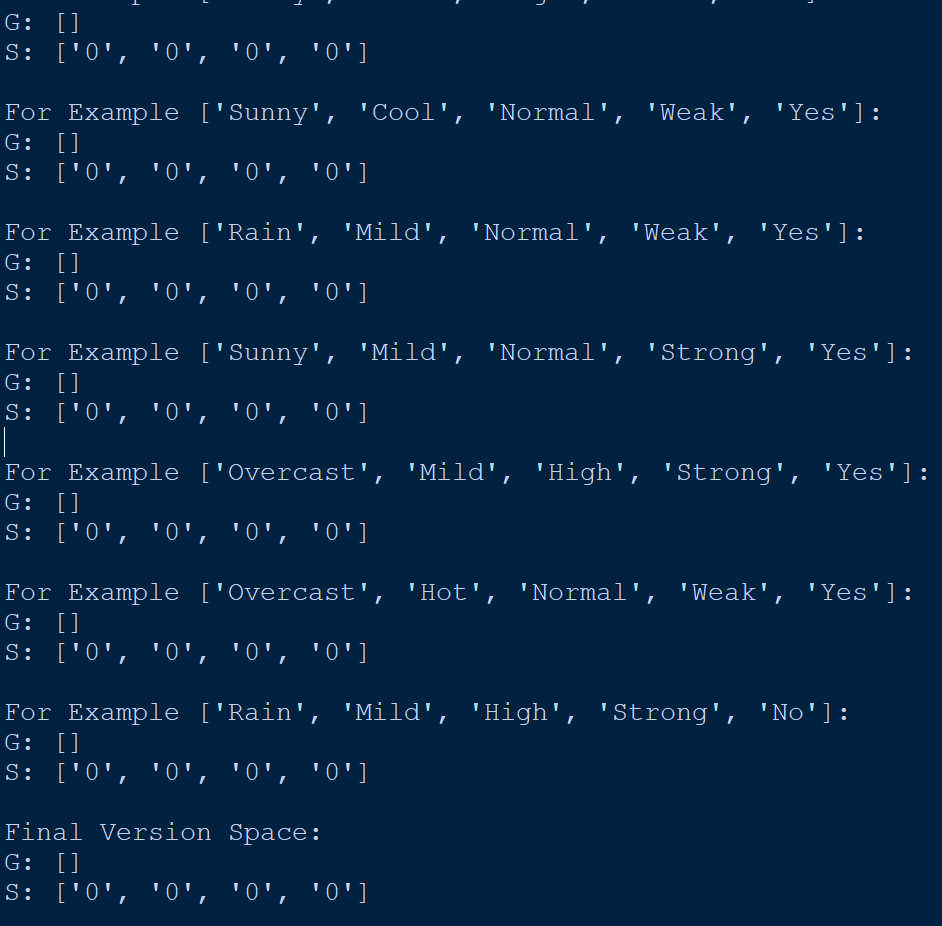 G: []
S: ['0', '0', '0', '0']
For Example ['Sunny', 'Cool', 'Normal', 'Weak', 'Yes']:
G: []
S: ['0', '0', '0', '0']
For Example ['Rain', 'Mild', 'Normal', 'Weak', 'Yes']:
G: []
S: ['0', '0', '0', '0']
For Example ['Sunny', 'Mild', 'Normal', 'Strong', 'Yes']:
G: []
S: ['0', '0', '0', '0']
For Example ['Overcast', 'Mild', 'High', 'Strong', 'Yes']:
G: []
S: ['0', '0', '0', '0']
For Example ['Overcast', 'Hot', 'Normal', 'Weak', 'Yes']:
G: []
S: ['0', '0', '0', '0']
For Example ['Rain', 'Mild', 'High', 'Strong', 'No']:
G: []
S: ['0', '0', '0', '0']
Final Version Space:
G: []
S: ['0', '0', '0', '0']